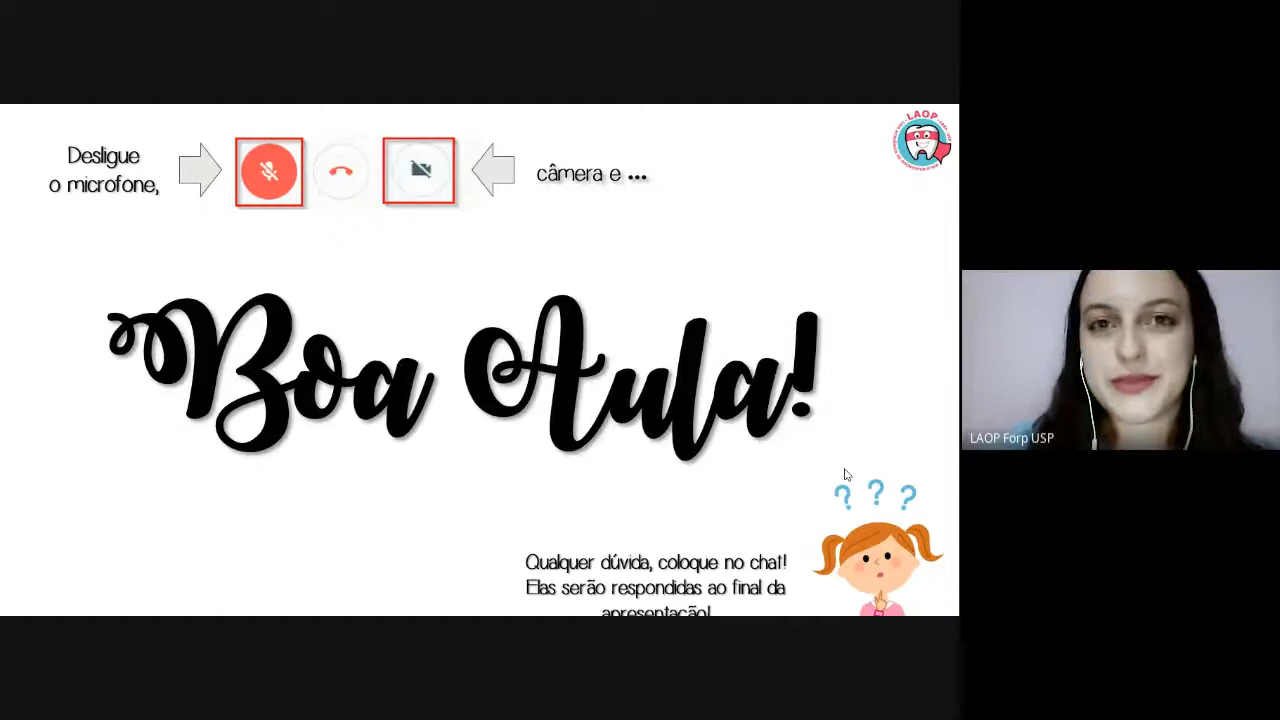 LAOP
Desligue
o microfone,
câmera e ...
Boa Aula!
? ? ?
Qualquer dúvida, coloque no chat!
Elas serão respondidas ao final da
apresentação!
LAOP Forp USP